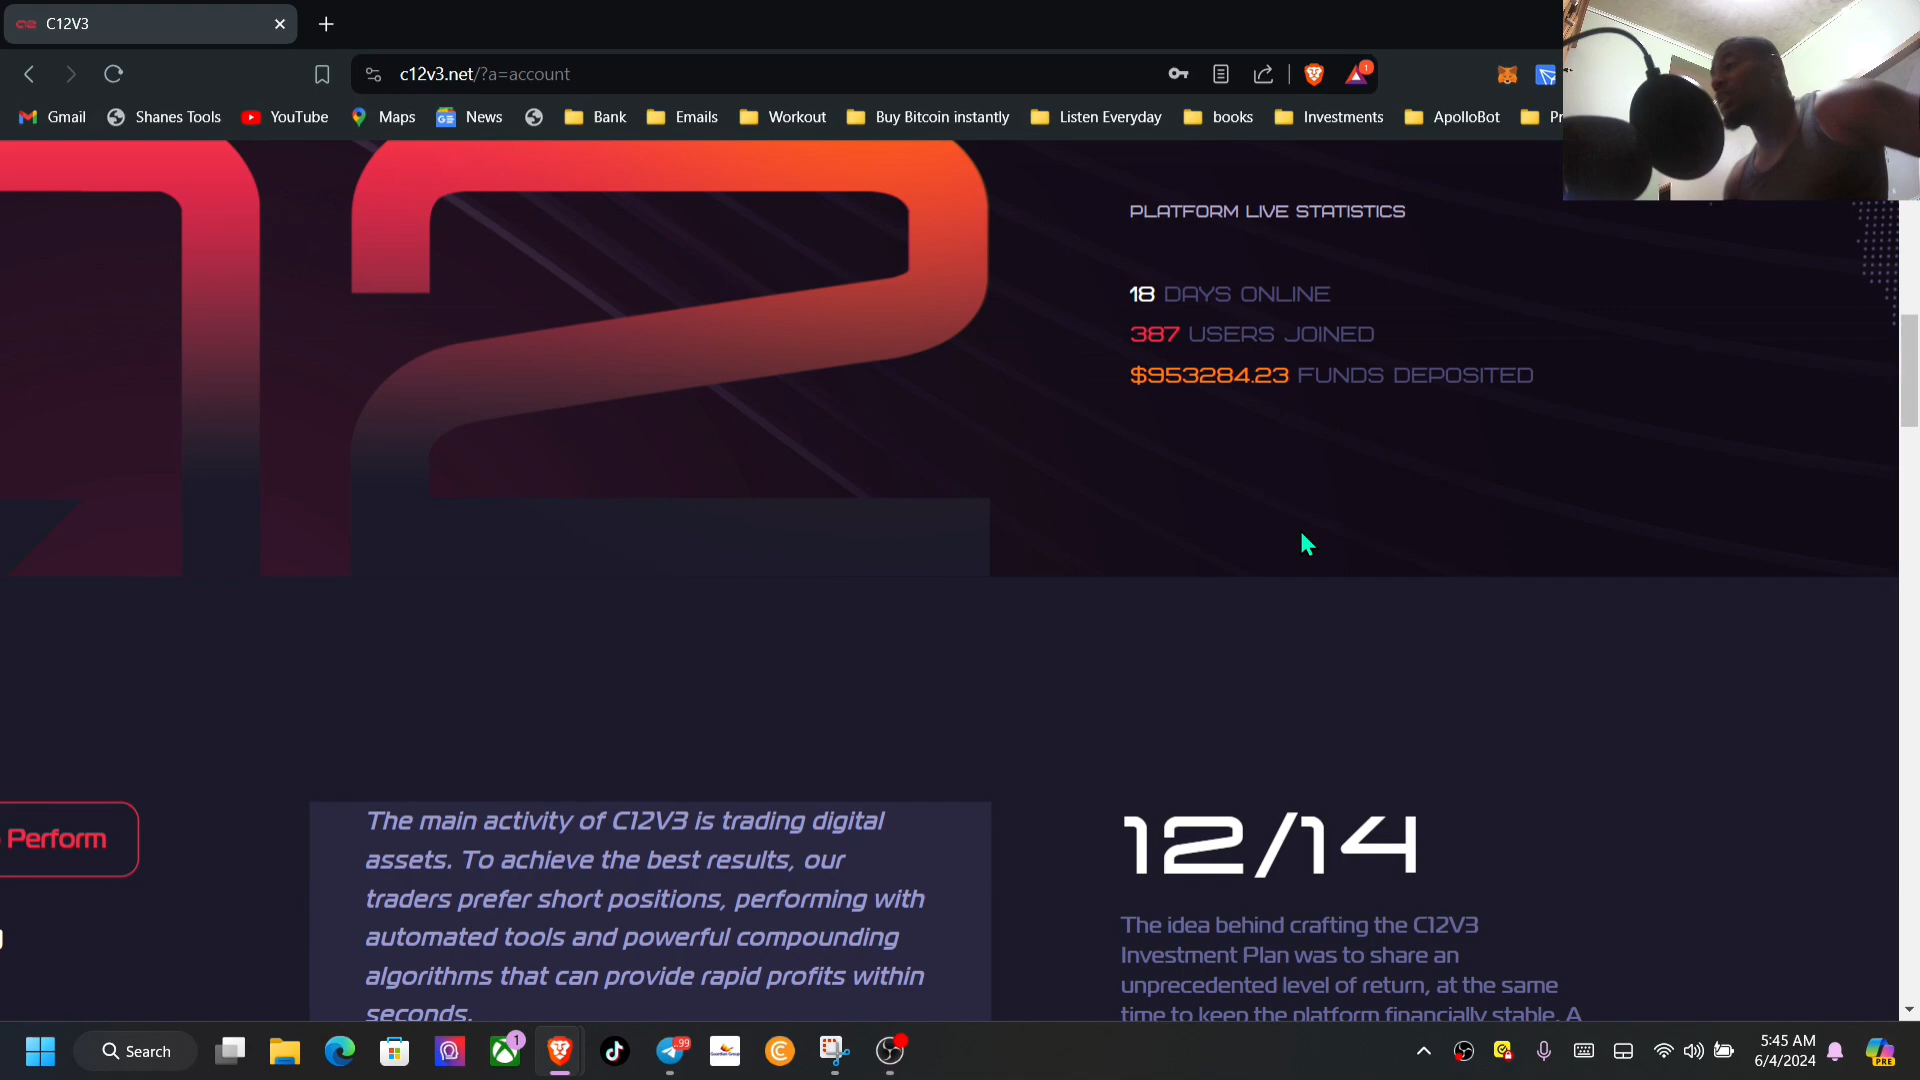 C12V3
c12v3.net/?a=account
1
Gmail
Shanes Tools
YouTube
Maps
News
Bank
Emails
Workout
Buy Bitcoin instantly
Listen Everyday
books
Investments
ApolloBot
12
PLATFORM LIVE STATISTICS
18 DAYS ONLINE
387 USERS JOINED
$953284.23 FUNDS DEPOSITED
Perform
The main activity of C12V3 is trading digital
assets. To achieve the best results, our
traders prefer short positions, performing with
automated tools and powerful compounding
algorithms that can provide rapid profits within
seconds.
12/14
The idea behind crafting the C12V3
Investment Plan was to share an
unprecedented level of return, at the same
time to keep the platform financially stable. A
Search
1
99
PRE
5:45 AM
6/4/2024